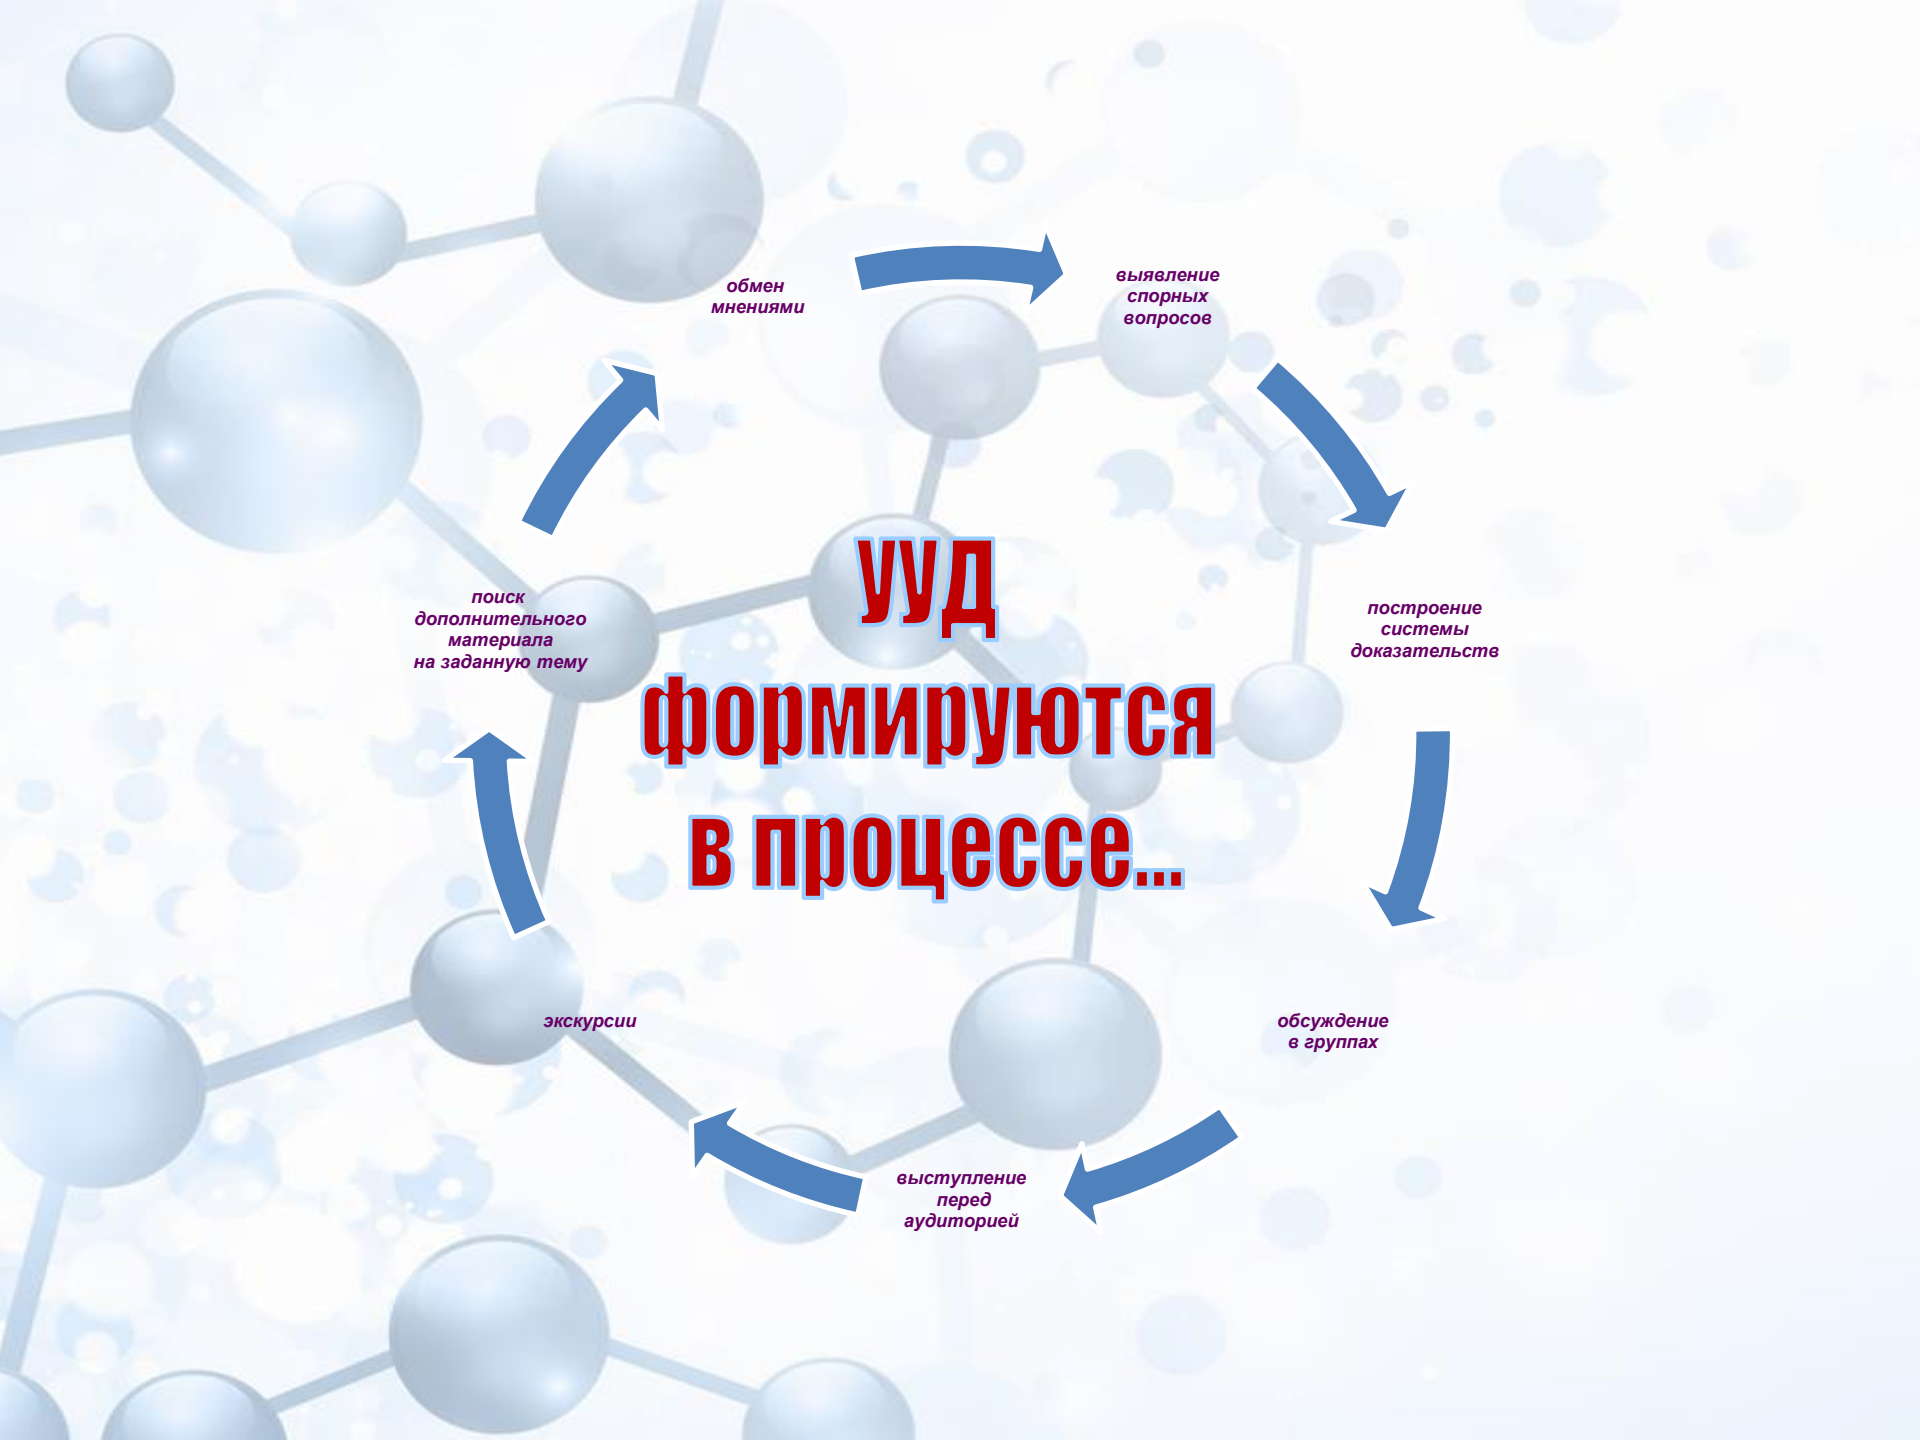 обмен
мнениями
выявление
спорных
вопросов
построение
системы
доказательств
обсуждение
в группах
выступление
перед
аудиторией
экскурсии
поиск
дополнительного
материала
на заданную тему
УУД
формируются
в процессе...